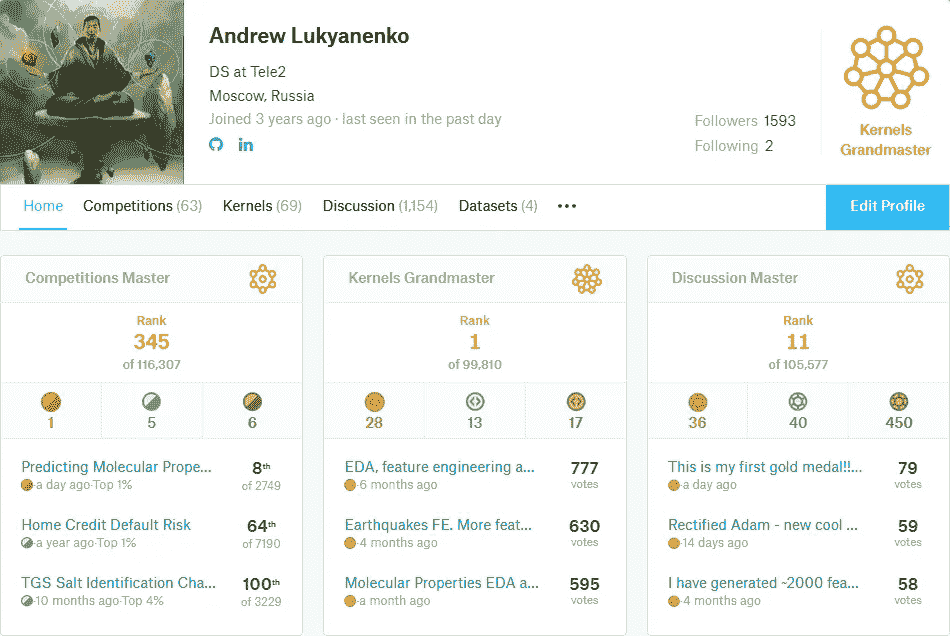 Andrew Lukyanenko
DS at Tele2
Moscow, Russia
Joined 3 years ago · last seen in the past day
Followers 1593
Following 2
Kernels
Grandmaster
Home Competitions (63) Kernels (69) Discussion (1,154) Datasets (4) ••• Edit Profile
Competitions Master
Rank
345
of 116,307
1 5 6
Predicting Molecular Prope... 8th
a day ago·Top 1% of 2749
Home Credit Default Risk 64th
a year ago·Top 1% of 7190
TGS Salt Identification Cha... 100th
10 months ago·Top 4% of 3229
Kernels Grandmaster
Rank
1
of 99,810
28 13 17
EDA, feature engineering a... 777
6 months ago votes
Earthquakes FE. More feat... 630
4 months ago votes
Molecular Properties EDA a... 595
a month ago votes
Discussion Master
Rank
11
of 105,577
36 40 450
This is my first gold medal!!... 79
a day ago votes
Rectified Adam - new cool ... 59
14 days ago votes
I have generated ~2000 fea... 58
4 months ago votes